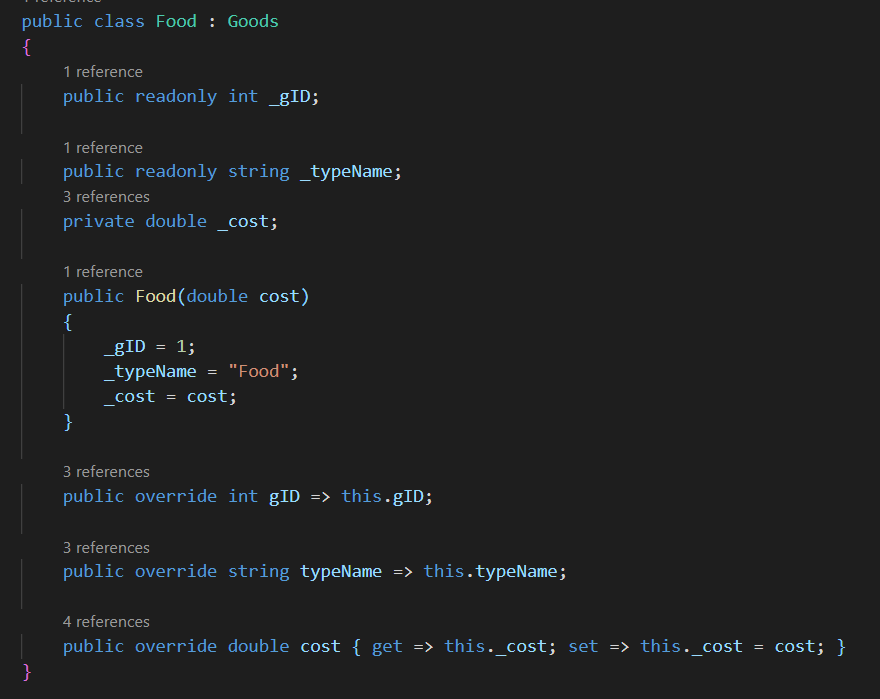 1 reference
public class Food : Goods
{
1 reference
public readonly int _gID;
1 reference
public readonly string _typeName;
3 references
private double _cost;
1 reference
public Food(double cost)
{
_gID = 1;
_typeName = "Food";
_cost = cost;
}
3 references
public override int gID => this.gID;
3 references
public override string typeName => this.typeName;
4 references
public override double cost { get => this._cost; set => this._cost = cost; }
}